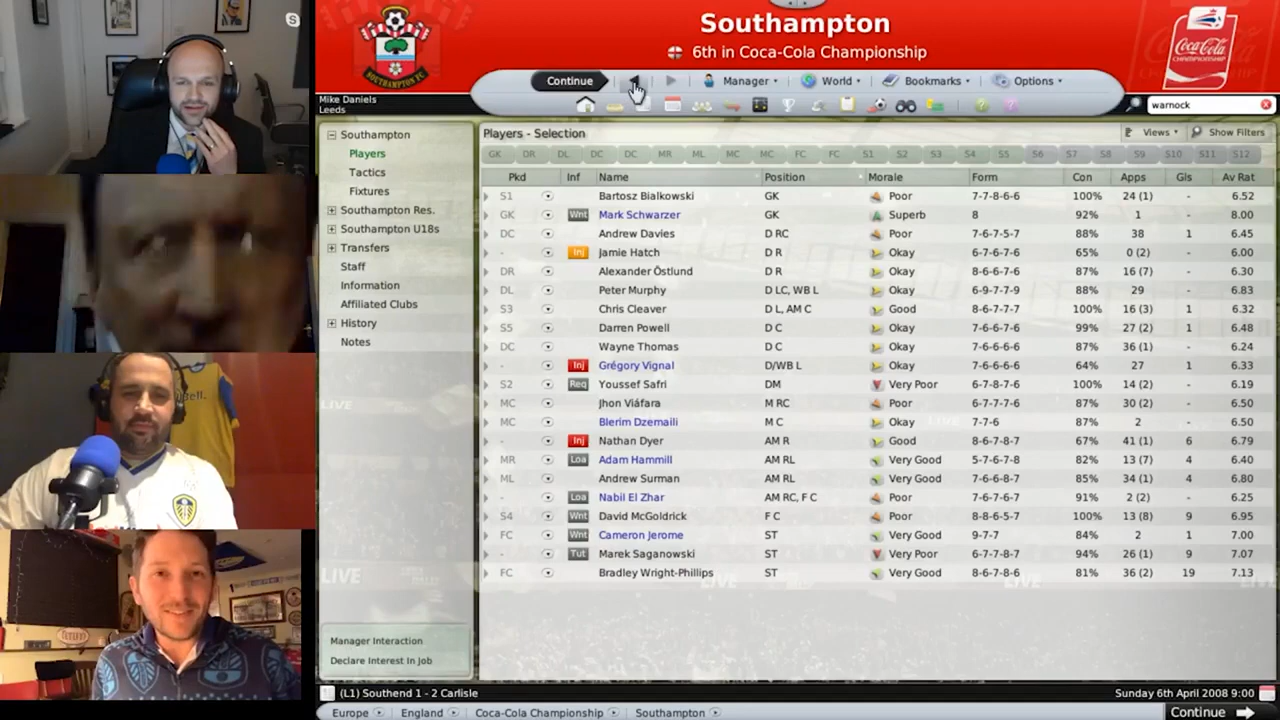 Southampton
6th in Coca-Cola Championship
Coca-Cola
CHAMPIONSHIP
SOUTHAMPTON FC
Continue Manager World Bookmarks Options
Mike Daniels
Leeds
warnock
Players - Selection Views Show Filters
GK DR DL DC DC MR ML MC MC FC FC S1 S2 S3 S4 S5 S6 S7 S8 S9 S10 S11 S12
Pkd Inf Name Position Morale Form Con Apps Gls Av Rat
S1 Bartosz Bialkowski GK Poor 7-7-8-6-6 100% 24 (1) - 6.52
GK Wnt Mark Schwarzer GK Superb 8 92% 1 - 8.00
DC Andrew Davies D RC Poor 7-6-7-5-7 88% 38 1 6.45
- Inj Jamie Hatch D R Okay 6-7-6-7-6 65% 0 (2) - 6.00
DR Alexander Östlund D R Okay 8-6-6-7-6 87% 16 (7) - 6.30
DL Peter Murphy D LC, WB L Okay 6-9-7-7-9 88% 29 - 6.83
S3 Chris Cleaver D L, AM C Good 8-6-7-7-7 100% 16 (3) 1 6.32
S5 Darren Powell D C Okay 7-6-6-7-6 99% 27 (2) 1 6.48
DC Wayne Thomas D C Okay 7-6-6-6-6 87% 36 (1) - 6.24
- Inj Grégory Vignal D/WB L Okay 7-6-6-6-6 64% 27 1 6.33
S2 Req Youssef Safri DM Very Poor 6-7-8-7-6 100% 14 (2) - 6.19
MC Jhon Viáfara M RC Poor 6-7-7-7-6 87% 30 (2) - 6.50
MC Blerim Dzemaili M C Okay 7-7-6 87% 2 - 6.50
- Inj Nathan Dyer AM R Good 8-6-7-8-7 67% 41 (1) 6 6.79
MR Loa Adam Hammill AM RL Very Good 5-7-6-7-8 82% 13 (7) 4 6.40
ML Andrew Surman AM RL Very Good 7-6-6-8-7 85% 34 (1) 4 6.80
- Loa Nabil El Zhar AM RC, F C Poor 7-6-7-6-7 91% 2 (2) - 6.25
S4 Wnt David McGoldrick F C Poor 8-8-6-5-7 100% 13 (8) 9 6.95
FC Wnt Cameron Jerome ST Very Good 9-7-7 84% 2 1 7.00
- Tut Marek Saganowski ST Very Poor 6-7-7-8-7 94% 26 (1) 9 7.07
FC Bradley Wright-Phillips ST Very Good 8-6-7-8-6 81% 36 (2) 19 7.13
Southampton
Players
Tactics
Fixtures
Southampton Res.
Southampton U18s
Transfers
Staff
Information
Affiliated Clubs
History
Notes
LIVE
LIVE
LIVE
LIVE
LIVE
Manager Interaction
Declare Interest In Job
(L1) Southend 1 - 2 Carlisle Sunday 6th April 2008 9:00
Europe England Coca-Cola Championship Southampton Continue